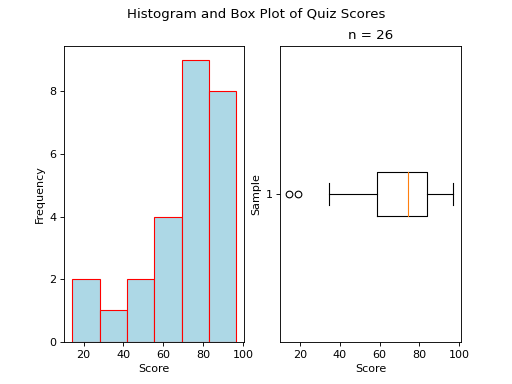 Histogram and Box Plot of Quiz Scores
n = 26
Frequency
8
6
4
2
0
20 40 60 80 100
Score
Sample
1
20 40 60 80 100
Score